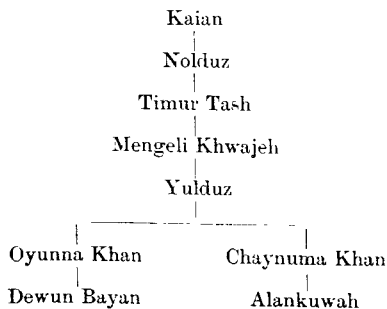 Kaian
Nolduz
Timur Tash
Mengeli Khwajeh
Yulduz
Oyunna Khan Chaynuma Khan
Dewun Bayan Alankuwah